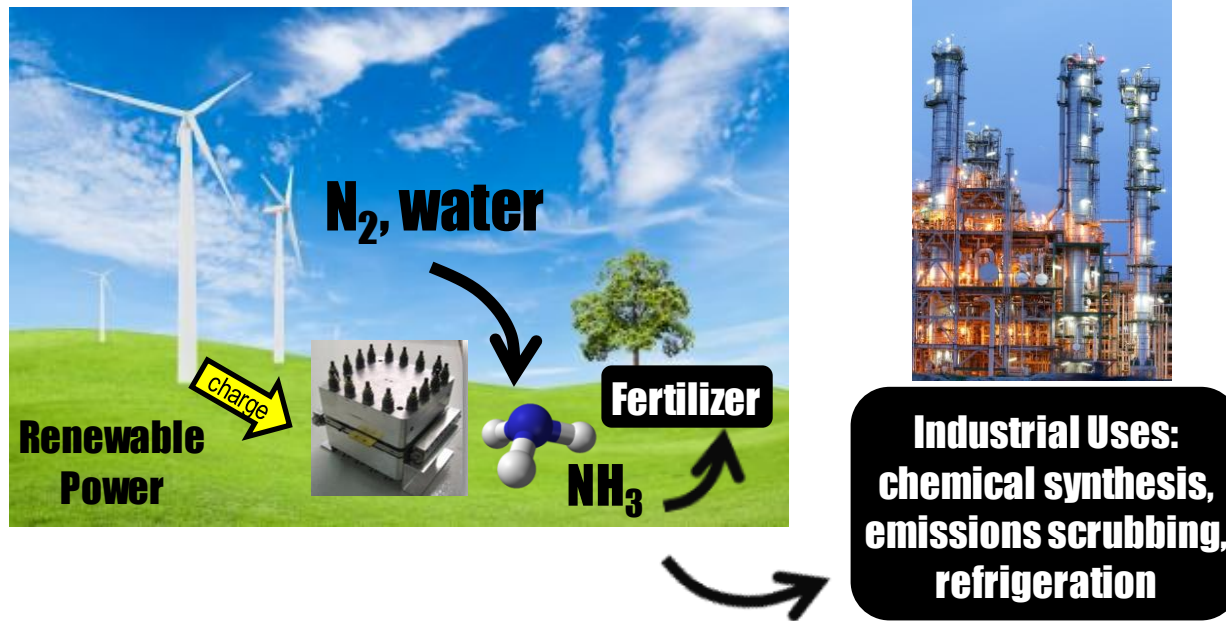 N₂, water
charge
Renewable
Power
Fertilizer
NH₃
Industrial Uses:
chemical synthesis,
emissions scrubbing,
refrigeration